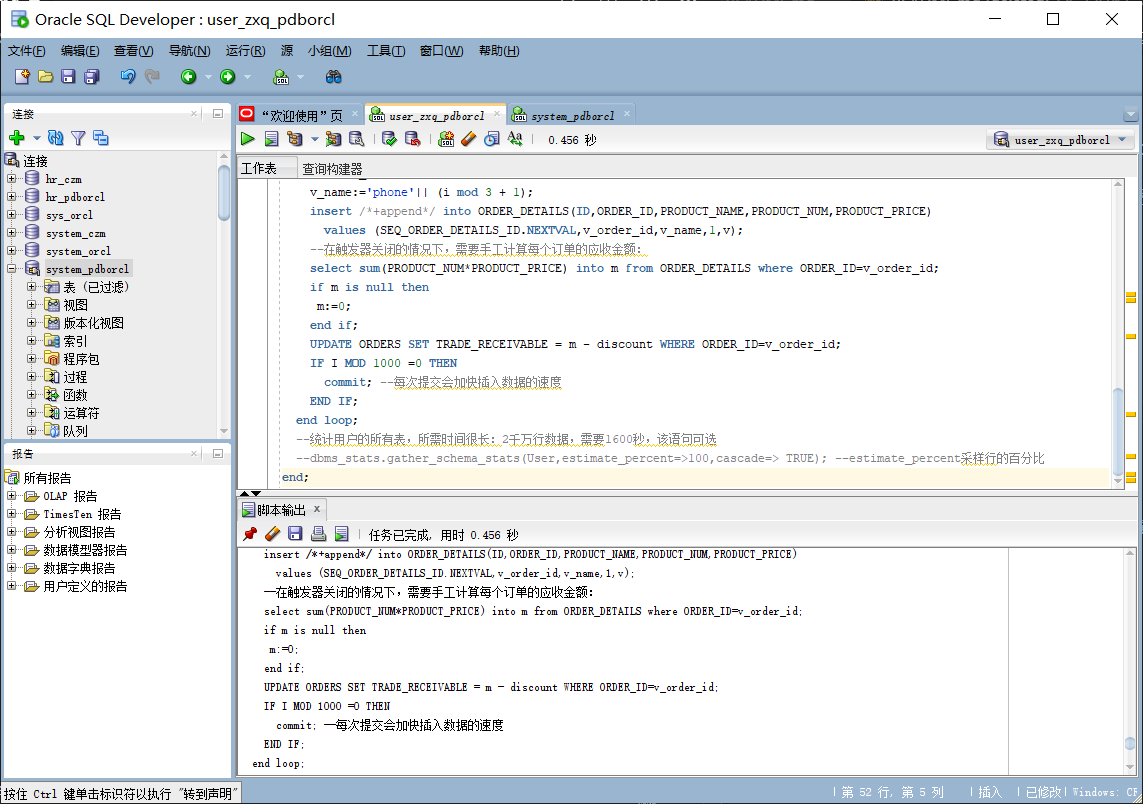 Oracle SQL Developer : user_zxq_pdborcl
文件(F) 编辑(E) 查看(V) 导航(N) 运行(R) 源 小组(M) 工具(T) 窗口(W) 帮助(H)
连接
连接
hr_czm
hr_pdborcl
sys_orcl
system_czm
system_orcl
system_pdborcl
表 (已过滤)
视图
版本化视图
索引
程序包
过程
函数
运算符
队列
报告
所有报告
OLAP 报告
TimesTen 报告
分析视图报告
数据模型器报告
数据字典报告
用户定义的报告
“欢迎使用”页 user_zxq_pdborcl system_pdborcl
0.456 秒 user_zxq_pdborcl
工作表 查询构建器
v_name:='phone'|| (i mod 3 + 1);
insert /*+append*/ into ORDER_DETAILS(ID,ORDER_ID,PRODUCT_NAME,PRODUCT_NUM,PRODUCT_PRICE)
values (SEQ_ORDER_DETAILS_ID.NEXTVAL,v_order_id,v_name,1,v);
--在触发器关闭的情况下，需要手工计算每个订单的应收金额：
select sum(PRODUCT_NUM*PRODUCT_PRICE) into m from ORDER_DETAILS where ORDER_ID=v_order_id;
if m is null then
m:=0;
end if;
UPDATE ORDERS SET TRADE_RECEIVABLE = m - discount WHERE ORDER_ID=v_order_id;
IF I MOD 1000 =0 THEN
commit; --每次提交会加快插入数据的速度
END IF;
end loop;
--统计用户的所有表，所需时间很长：2千万行数据，需要1600秒，该语句可选
--dbms_stats.gather_schema_stats(User,estimate_percent=>100,cascade=> TRUE); --estimate_percent采样行的百分比
end;
脚本输出 x
任务已完成, 用时 0.456 秒
insert /*+append*/ into ORDER_DETAILS(ID,ORDER_ID,PRODUCT_NAME,PRODUCT_NUM,PRODUCT_PRICE)
values (SEQ_ORDER_DETAILS_ID.NEXTVAL,v_order_id,v_name,1,v);
--在触发器关闭的情况下，需要手工计算每个订单的应收金额：
select sum(PRODUCT_NUM*PRODUCT_PRICE) into m from ORDER_DETAILS where ORDER_ID=v_order_id;
if m is null then
m:=0;
end if;
UPDATE ORDERS SET TRADE_RECEIVABLE = m - discount WHERE ORDER_ID=v_order_id;
IF I MOD 1000 =0 THEN
commit; --每次提交会加快插入数据的速度
END IF;
end loop;
按住 Ctrl 键单击标识符以执行 "转到声明" | 第 52 行, 第 5 列 | 插入 | 已修改| Windows: CF